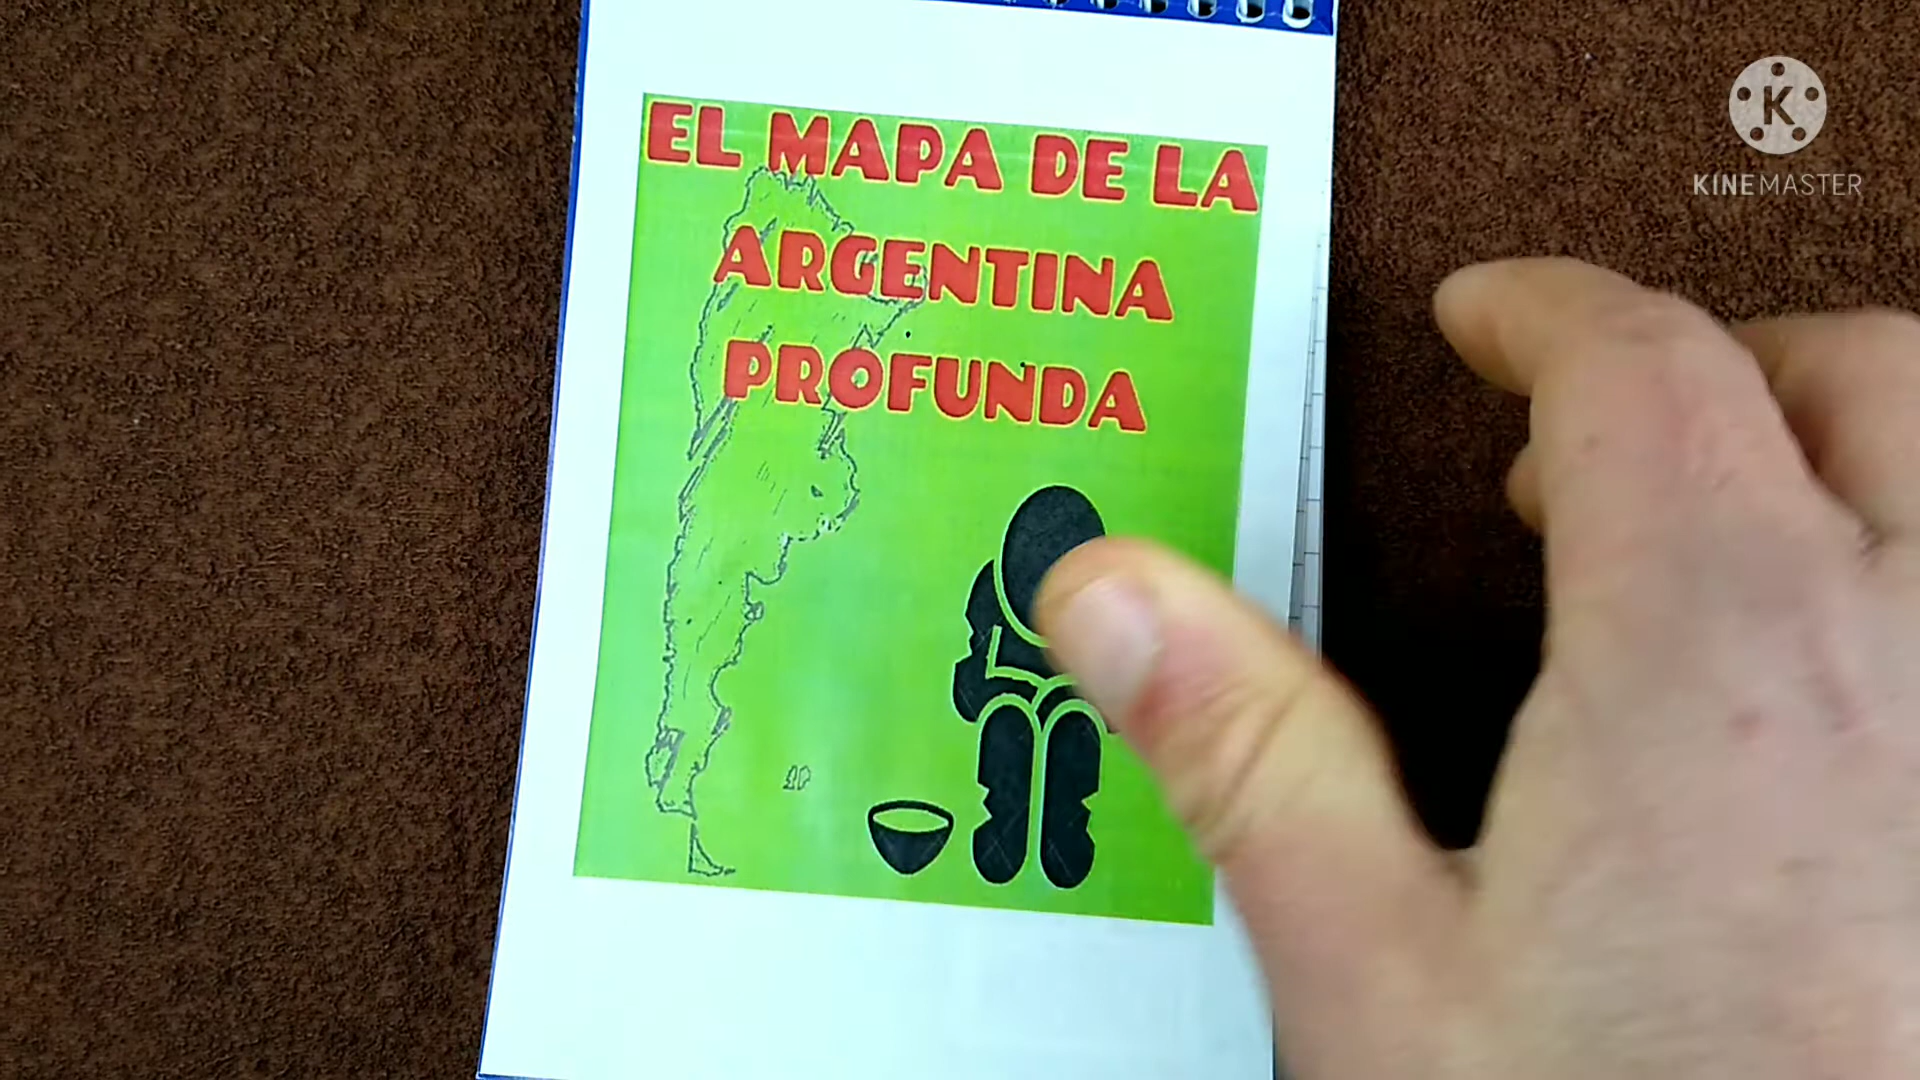 EL MAPA DE LA
ARGENTINA
PROFUNDA
K
KINEMASTER